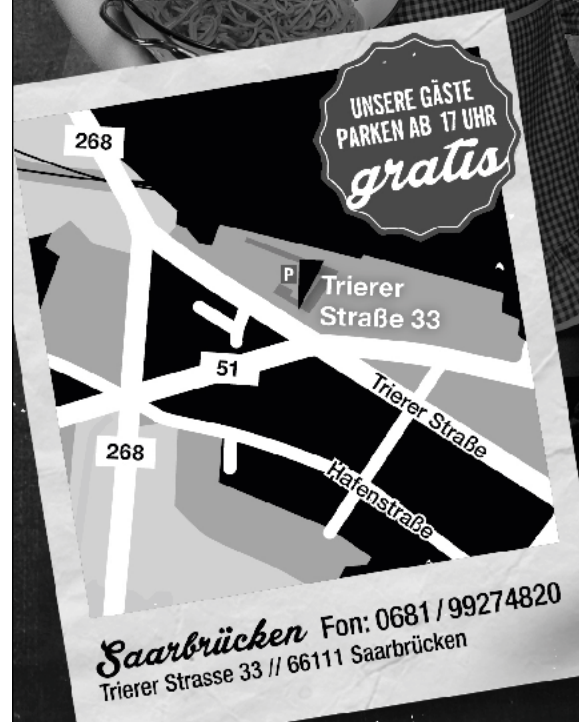 UNSERE GÄSTE
PARKEN AB 17 UHR
gratis
268
P
Trierer
Straße 33
51
Trierer Straße
268
Hafenstraße
Saarbrücken Fon: 0681/99274820
Trierer Strasse 33 // 66111 Saarbrücken